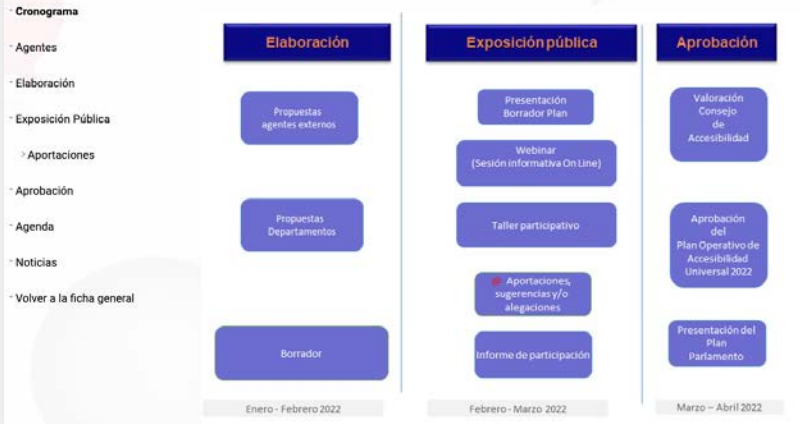 Cronograma
Agentes
Elaboración
Exposición Pública
Aportaciones
Aprobación
Agenda
Noticias
Volver a la ficha general
Elaboración
Propuestas
agentes externos
Propuestas
Departamentos
Borrador
Enero - Febrero 2022
Exposición pública
Presentación
Borrador Plan
Webinar
(Sesión informativa On Line)
Taller participativo
Aportaciones,
sugerencias y/o
alegaciones
Informe de participación
Febrero - Marzo 2022
Aprobación
Valoración
Consejo
de
Accesibilidad
Aprobación
del
Plan Operativo de
Accesibilidad
Universal 2022
Presentación del
Plan
Parlamento
Marzo – Abril 2022